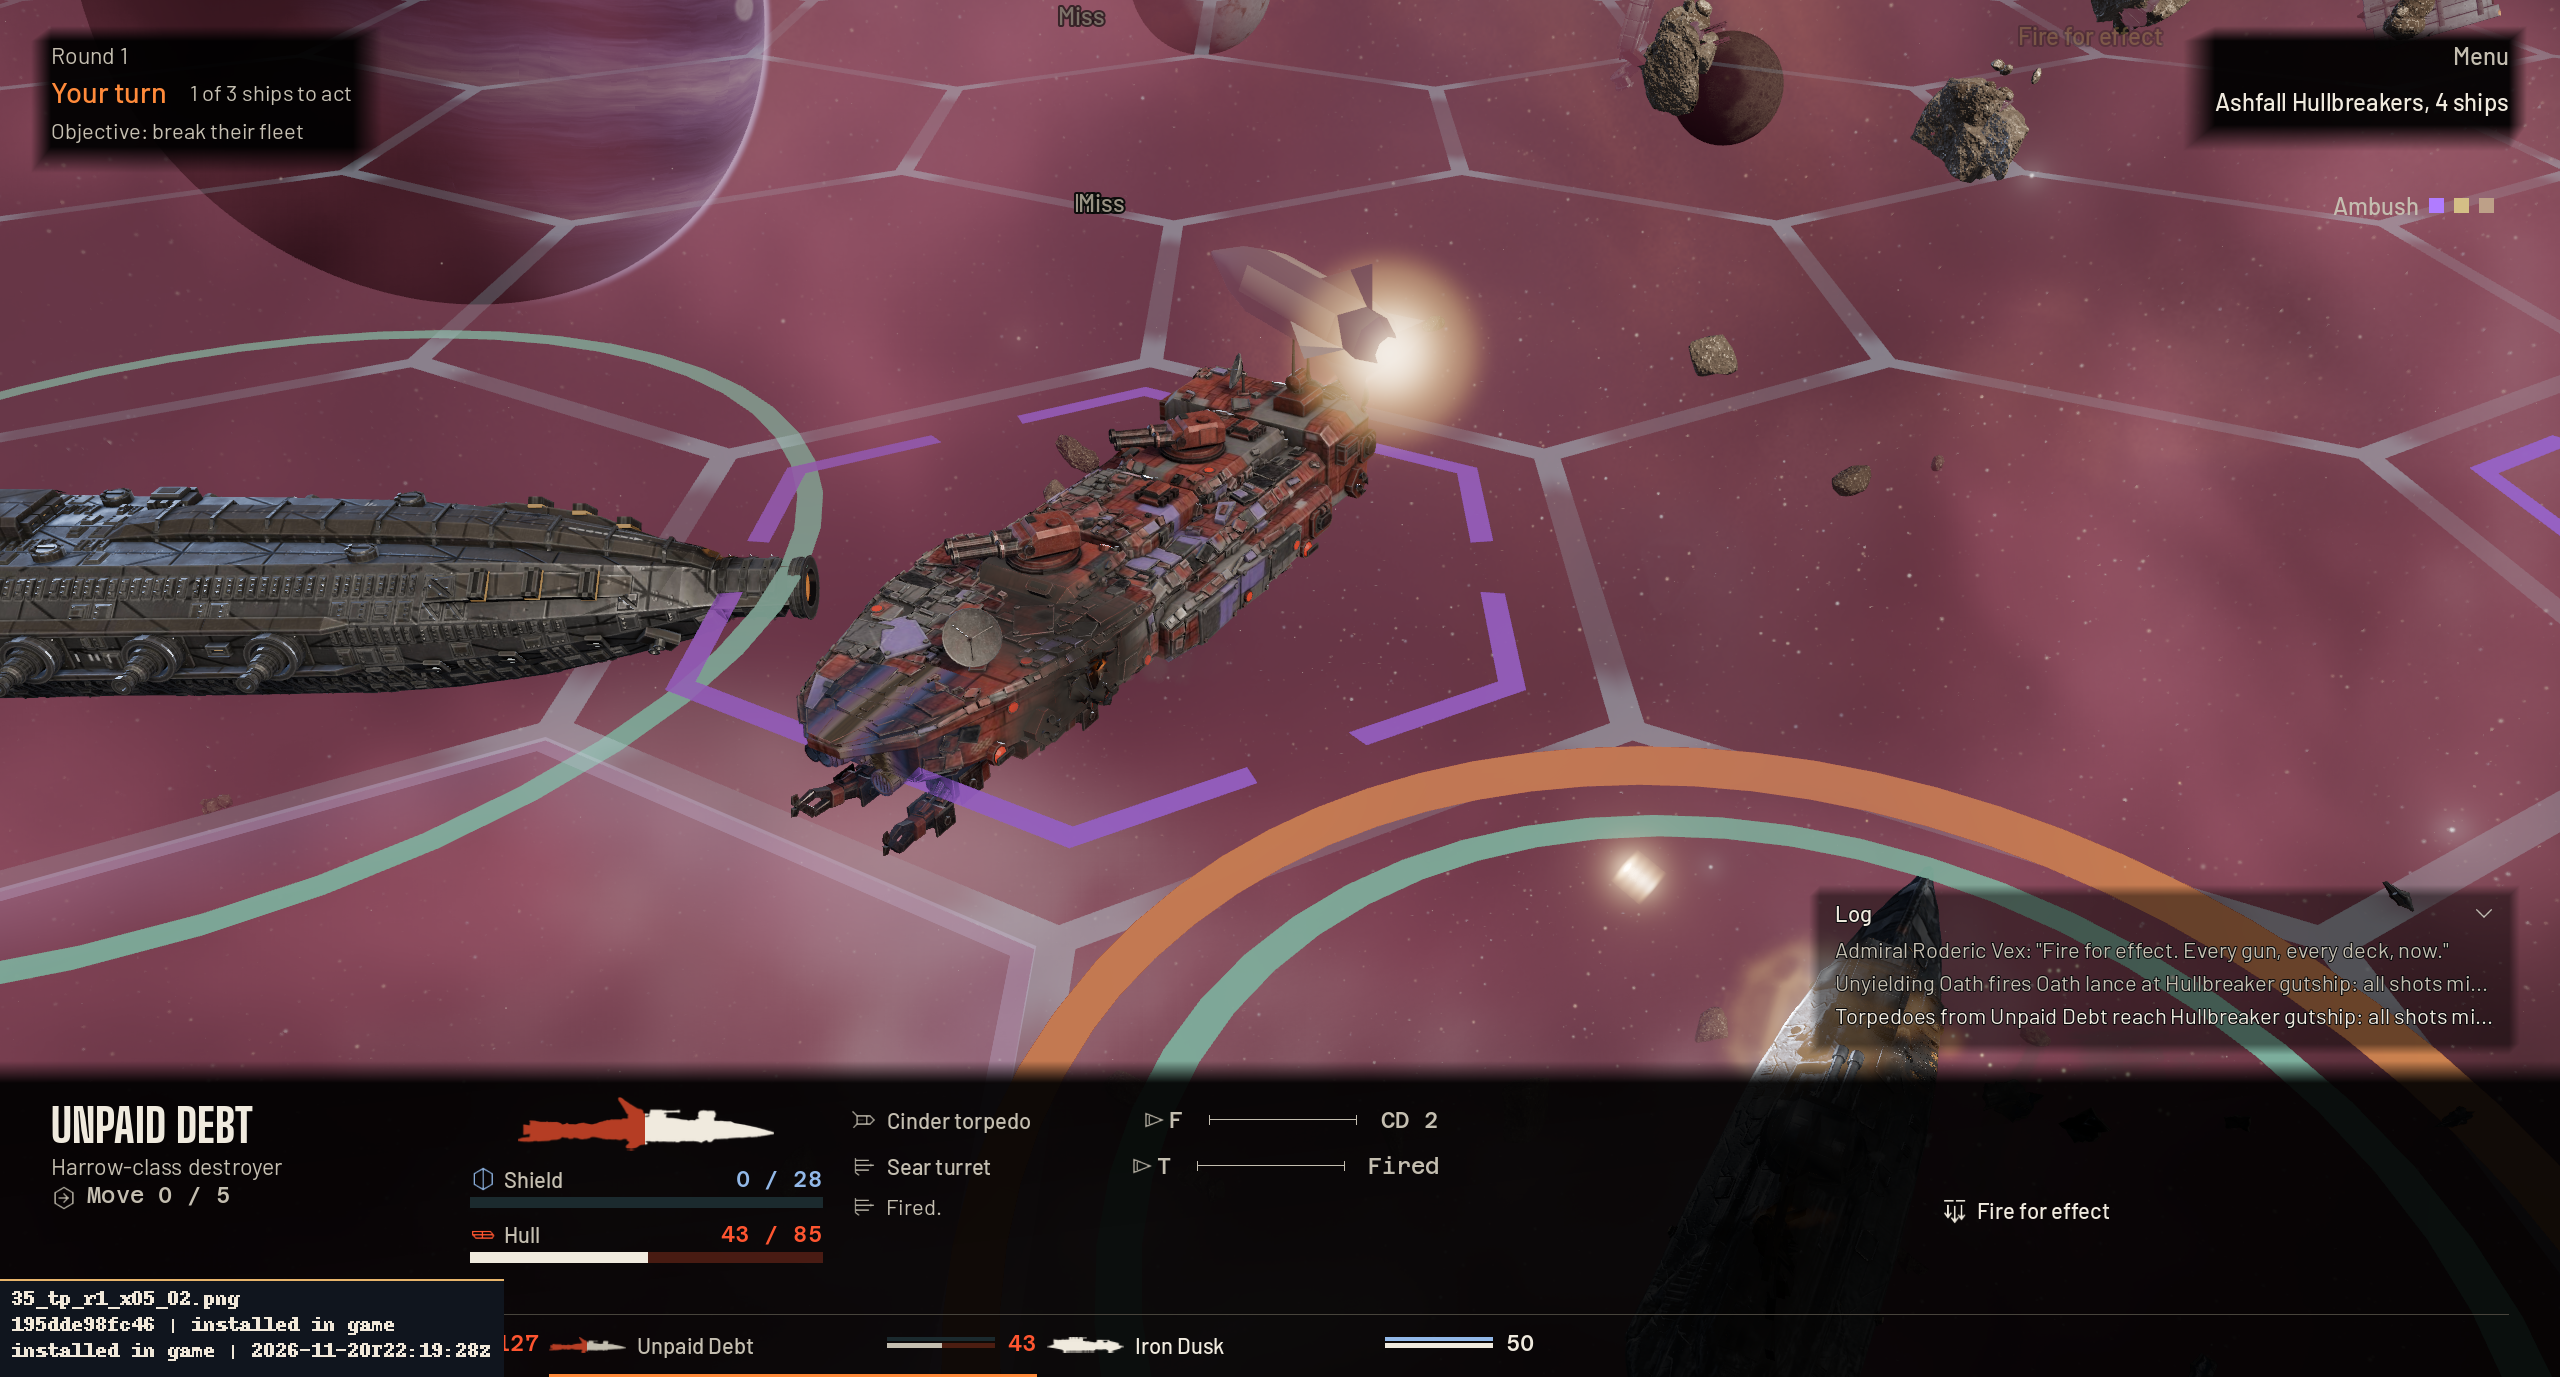 Miss
Fire for effect
Round 1
Your turn 1 of 3 ships to act
Objective: break their fleet
Menu
Ashfall Hullbreakers, 4 ships
Ambush
Miss
Log
Admiral Roderic Vex: "Fire for effect. Every gun, every deck, now."
Unyielding Oath fires Oath lance at Hullbreaker gutship: all shots mi...
Torpedoes from Unpaid Debt reach Hullbreaker gutship: all shots mi...
UNPAID DEBT
Harrow-class destroyer
Move 0 / 5
Shield 0 / 28
Hull 43 / 85
Cinder torpedo F CD 2
Sear turret T Fired
Fired.
Fire for effect
35_tp_r1_x05_02.png
195dde98fc46 | installed in game
installed in game | 2026-11-20T22:19:28Z
127 Unpaid Debt 43 Iron Dusk 50